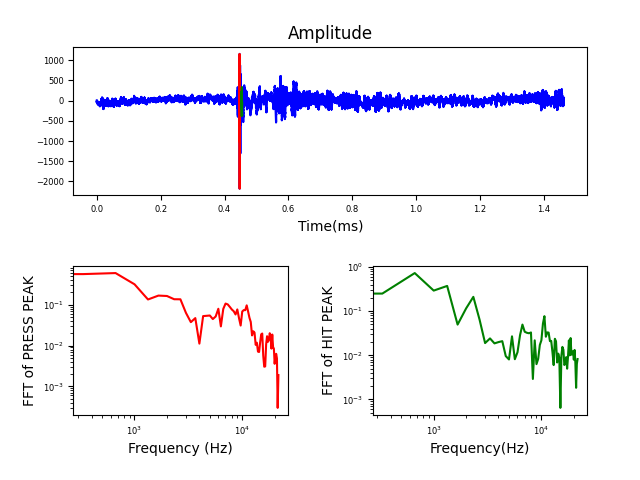 Amplitude
1000
500
0
−500
−1000
−1500
−2000
0.0 0.2 0.4 0.6 0.8 1.0 1.2 1.4
Time(ms)
FFT of PRESS PEAK
10⁻¹
10⁻²
10⁻³
10³ 10⁴
Frequency (Hz)
FFT of HIT PEAK
10⁰
10⁻¹
10⁻²
10⁻³
10³ 10⁴
Frequency(Hz)